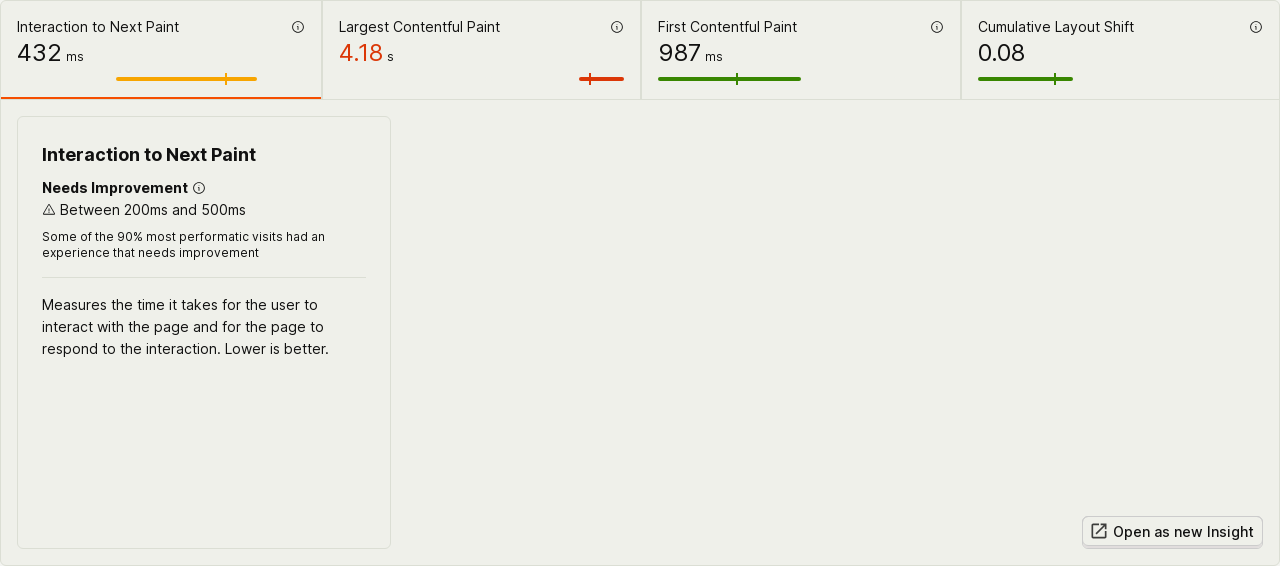 Interaction to Next Paint
432 ms
Largest Contentful Paint
4.18 s
First Contentful Paint
987 ms
Cumulative Layout Shift
0.08
Interaction to Next Paint
Needs Improvement
Between 200ms and 500ms
Some of the 90% most performatic visits had an
experience that needs improvement
Measures the time it takes for the user to
interact with the page and for the page to
respond to the interaction. Lower is better.
Open as new Insight